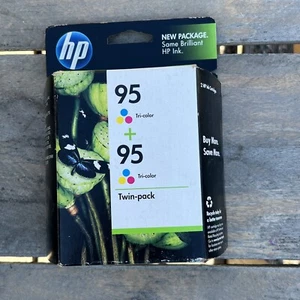 hp
NEW PACKAGE.
Same Brilliant
HP Ink.
95
Tri-color
+
95
Tri-color
Twin-pack
Buy More.
Save More.